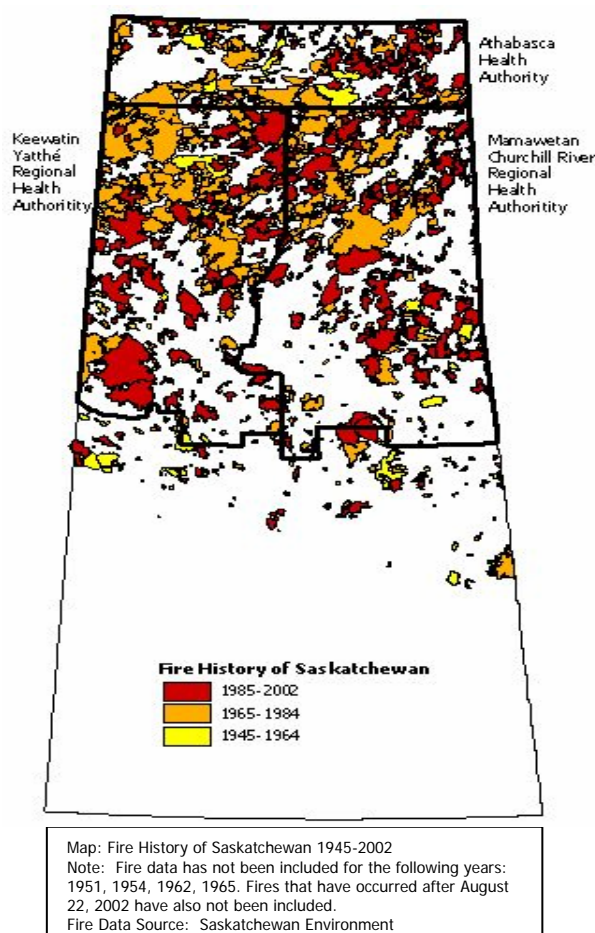 Athabasca
Health
Authority
Keewatin
Yatthé
Regional
Health
Authoritity
Mamawetan
Churchill River
Regional
Health
Authoritity
Fire History of Saskatchewan
1985-2002
1965-1984
1945-1964
Map: Fire History of Saskatchewan 1945-2002
Note: Fire data has not been included for the following years:
1951, 1954, 1962, 1965. Fires that have occurred after August
22, 2002 have also not been included.
Fire Data Source: Saskatchewan Environment